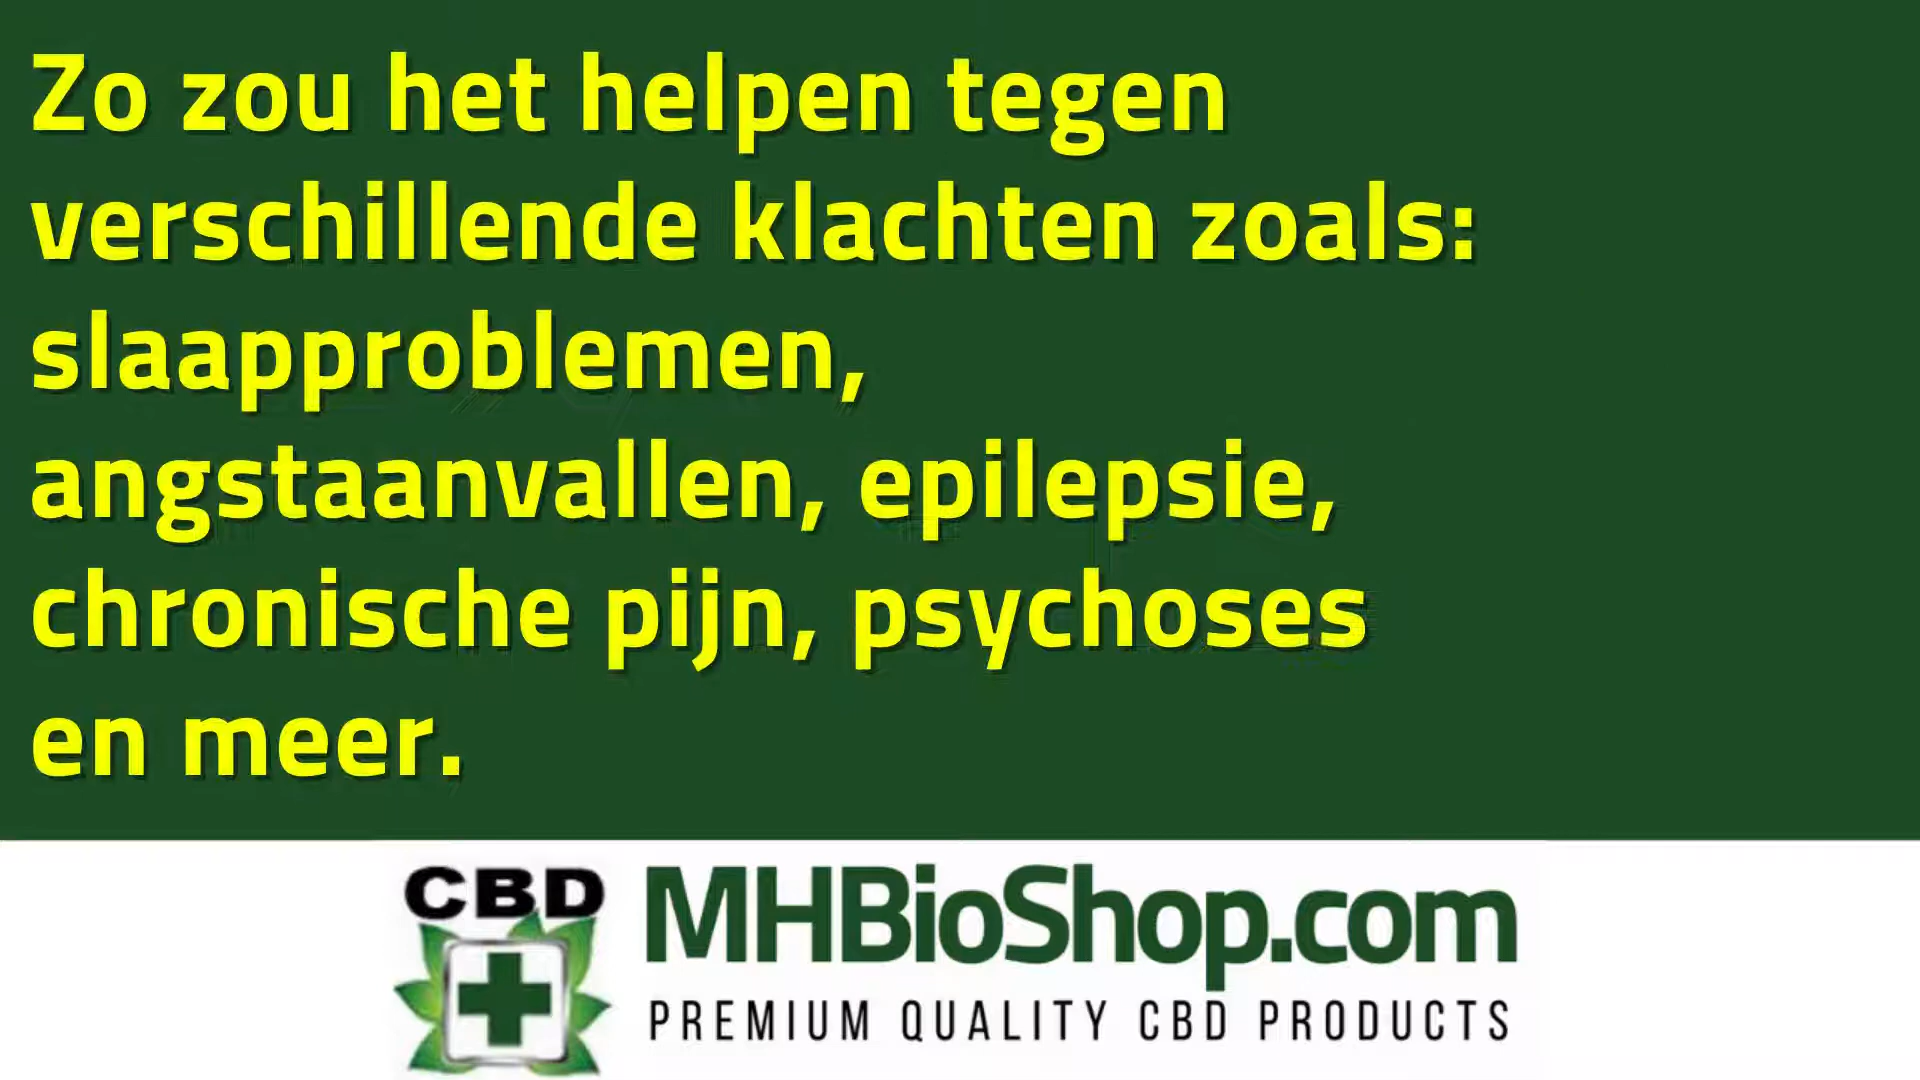 Zo zou het helpen tegen
verschillende klachten zoals:
slaapproblemen,
angstaanvallen, epilepsie,
chronische pijn, psychoses
en meer.
CBD
MHBioShop.com
PREMIUM QUALITY CBD PRODUCTS